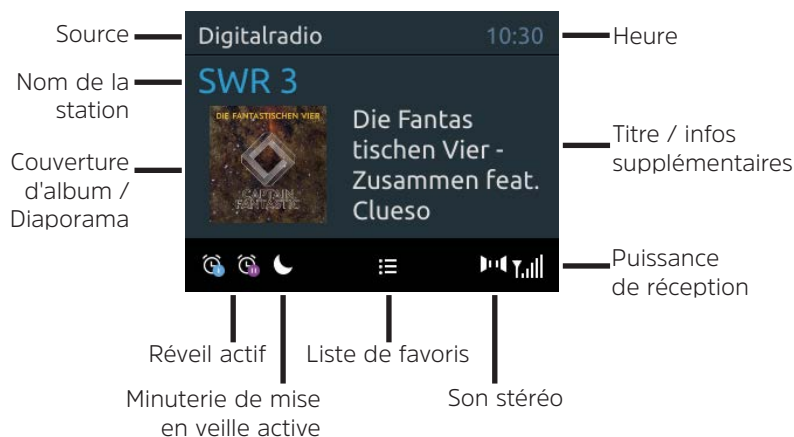 Source
Digitalradio
10:30
Heure
Nom de la
station
SWR 3
Couverture
d'album /
Diaporama
DIE FANTASTISCHEN VIER
CAPTAIN
FANTASTIC
Die Fantas
tischen Vier -
Zusammen feat.
Clueso
Titre / infos
supplémentaires
Puissance
de réception
Réveil actif
Liste de favoris
Minuterie de mise
en veille active
Son stéréo